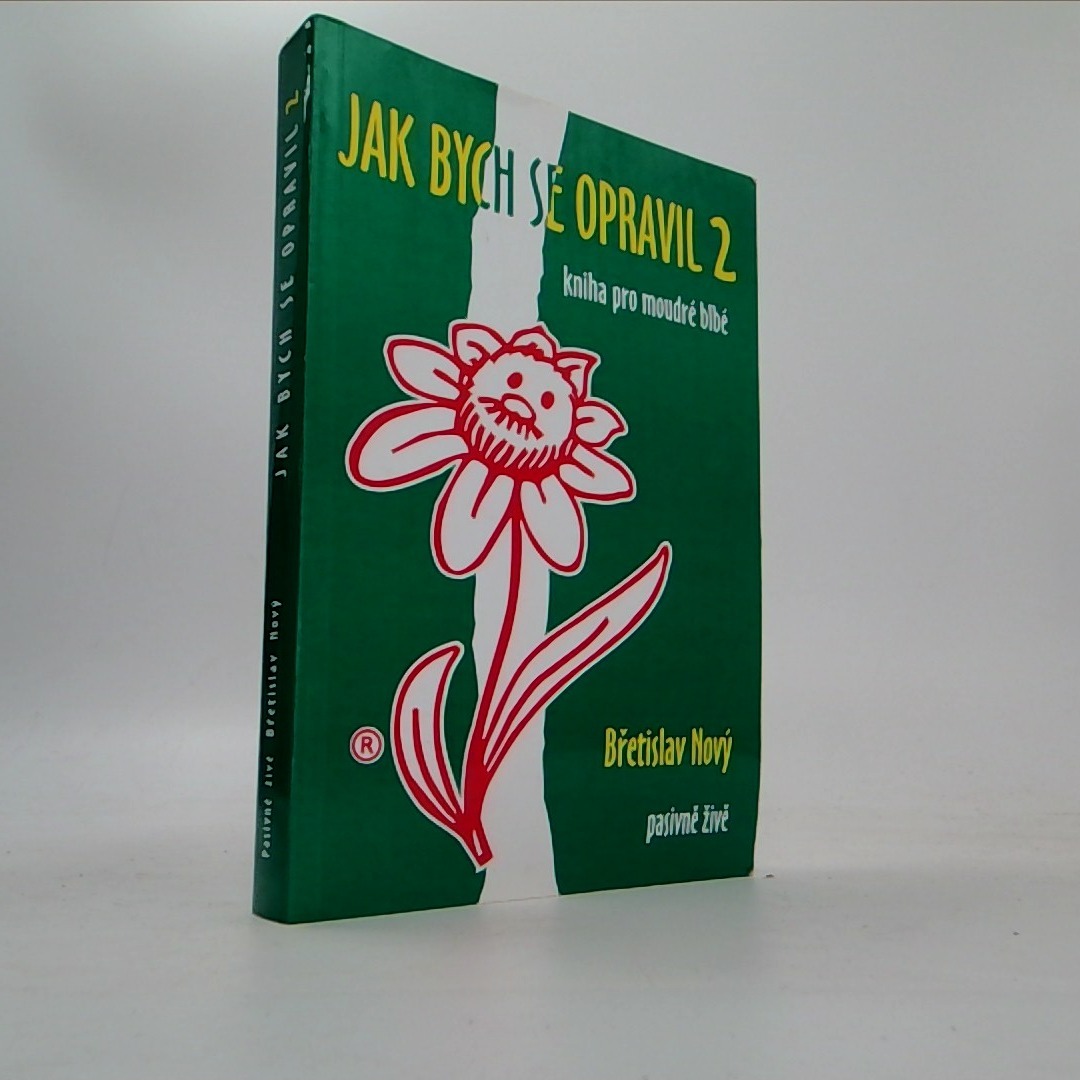 JAK BYCH SE OPRAVIL 2
kniha pro moudré blbé
®
Břetislav Nový
pasivně živě
JAK BYCH SE OPRAVIL 2
Pasivně živě Břetislav Nový